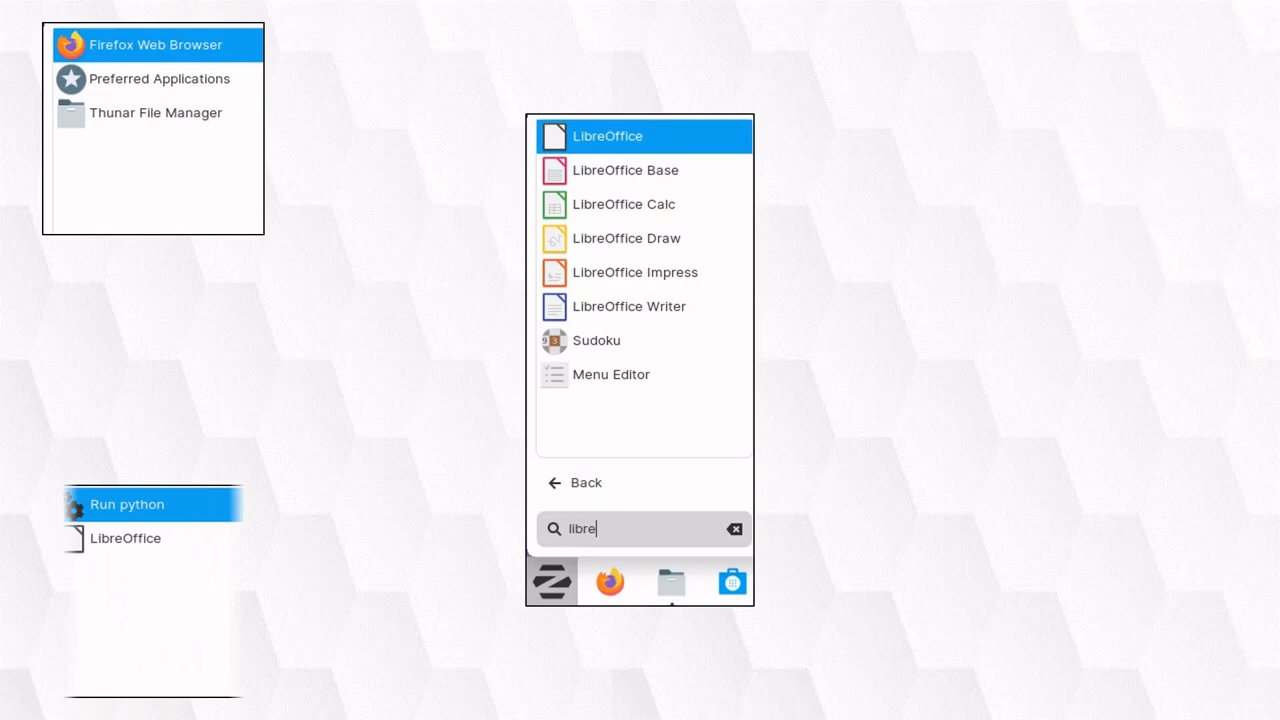 Firefox Web Browser
Preferred Applications
Thunar File Manager
LibreOffice
LibreOffice Base
LibreOffice Calc
LibreOffice Draw
LibreOffice Impress
LibreOffice Writer
Sudoku
Menu Editor
Back
libre
Run python
LibreOffice